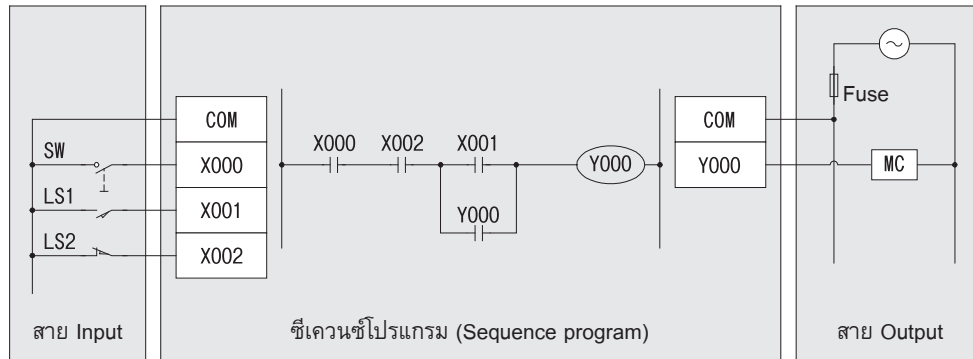 SW
LS1
LS2
COM
X000
X001
X002
X000 X002 X001
Y000
Y000
COM
Y000
Fuse
MC
สาย Input
ซีเควนซ์โปรแกรม (Sequence program)
สาย Output